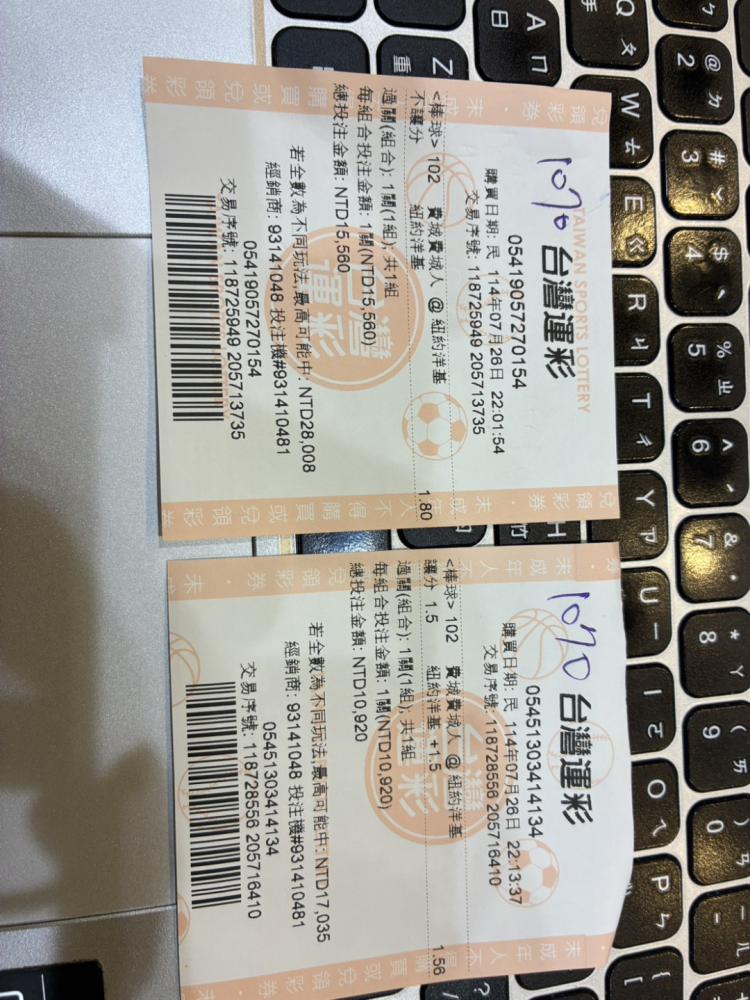 10%
台灣運彩
TAIWAN SPORTS LOTTERY
05419057270154
購買日期: 民 114年07月26日 22:01:54
交易序號: 118725949 205713735
<棒球> 102 費城費城人 @ 紐約洋基
不讓分 紐約洋基 1.80
過關(組合): 1關(1組); 共1組
每組合投注金額: 1關(NTD15,560)
總投注金額: NTD15,560
若全數為不同玩法,最高可能中: NTD28,008
經銷商: 93141048 投注機#931410481
05419057270154
交易序號: 118725949 205713735
10%
台灣運彩
05451303414134
購買日期: 民 114年07月26日 22:13:37
交易序號: 118728556 205716410
<棒球> 102 費城費城人 @ 紐約洋基
讓分 1.5 紐約洋基 +1.5 1.56
過關(組合): 1關(1組); 共1組
每組合投注金額: 1關(NTD10,920)
總投注金額: NTD10,920
若全數為不同玩法,最高可能中: NTD17,035
經銷商: 93141048 投注機#931410481
05451303414134
交易序號: 118728556 205716410